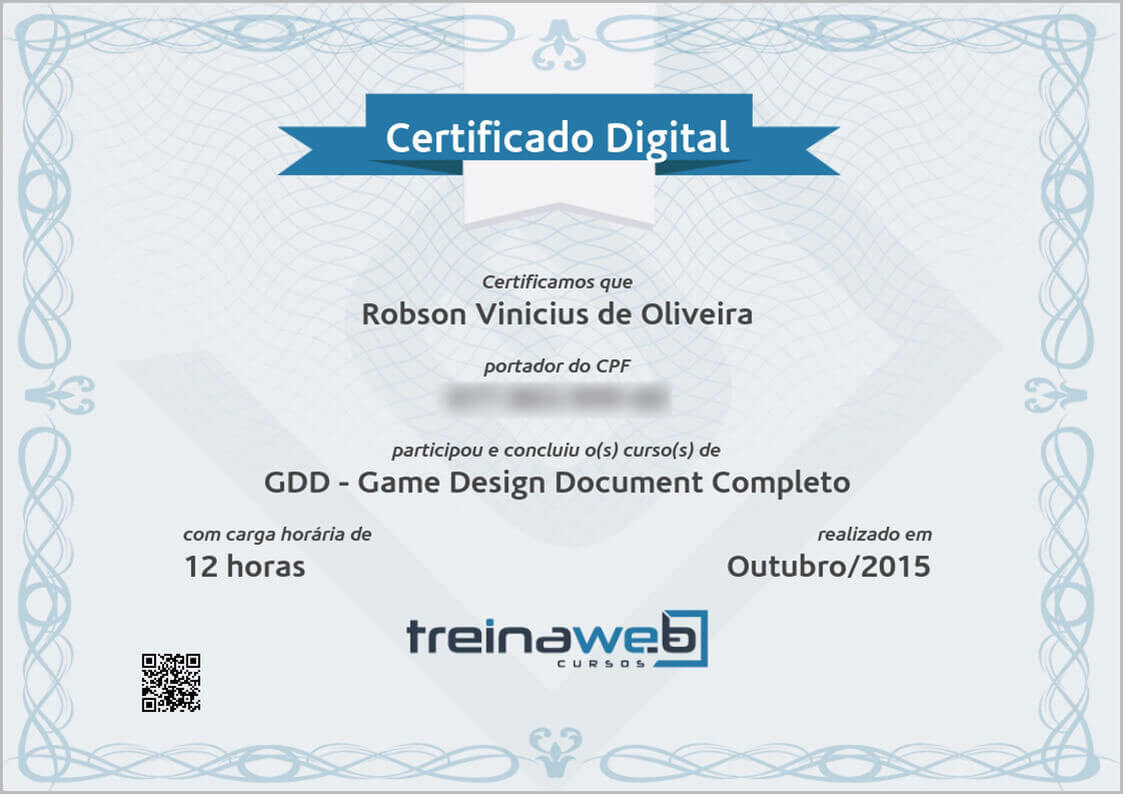 Certificado Digital
Certificamos que
Robson Vinicius de Oliveira
portador do CPF
participou e concluiu o(s) curso(s) de
GDD - Game Design Document Completo
com carga horária de
12 horas
realizado em
Outubro/2015
treinaweb
CURSOS